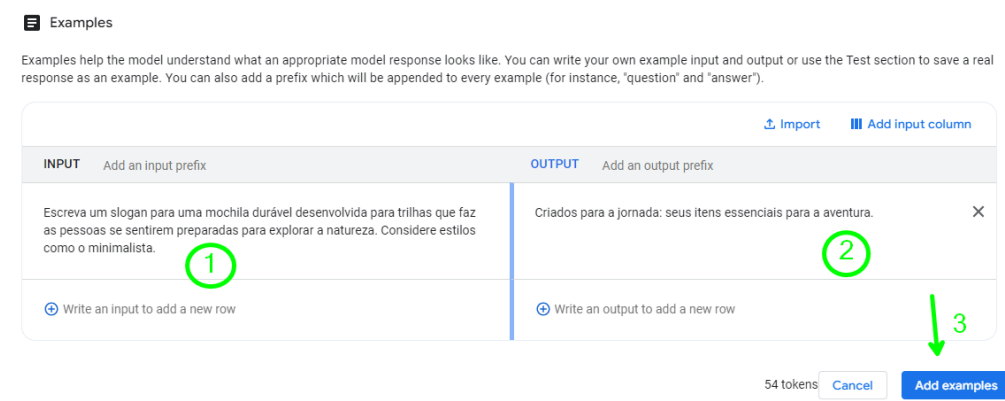 Examples
Examples help the model understand what an appropriate model response looks like. You can write your own example input and output or use the Test section to save a real
response as an example. You can also add a prefix which will be appended to every example (for instance, "question" and "answer").
Import Add input column
INPUT Add an input prefix OUTPUT Add an output prefix
Escreva um slogan para uma mochila durável desenvolvida para trilhas que faz
as pessoas se sentirem preparadas para explorar a natureza. Considere estilos
como o minimalista.
1
Criados para a jornada: seus itens essenciais para a aventura.
2
Write an input to add a new row
Write an output to add a new row
3
54 tokens Cancel Add examples